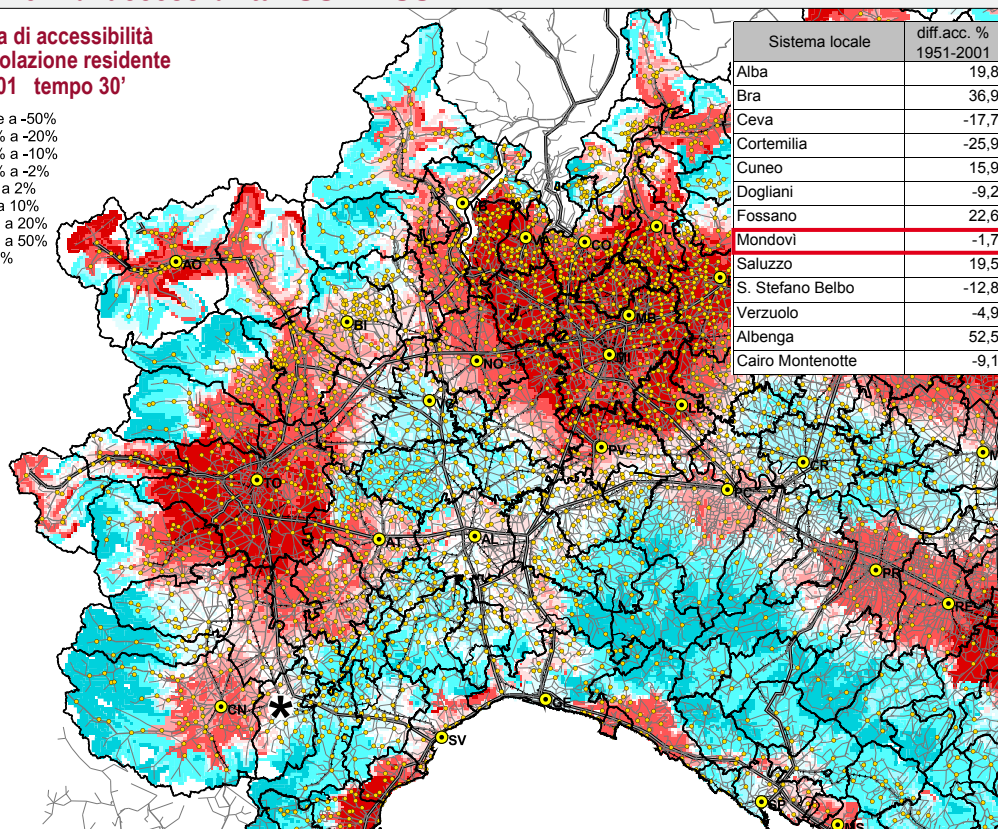 a di accessibilità
olazione residente
01 tempo 30'
e a -50%
% a -20%
% a -10%
% a -2%
a 2%
a 10%
a 20%
a 50%
%
Sistema locale diff.acc. % 1951-2001
Alba 19,8
Bra 36,9
Ceva -17,7
Cortemilia -25,9
Cuneo 15,9
Dogliani -9,2
Fossano 22,6
Mondovì -1,7
Saluzzo 19,5
S. Stefano Belbo -12,8
Verzuolo -4,9
Albenga 52,5
Cairo Montenotte -9,1
VB
VA
CO
L
AO
BI
MB
MI
NO
LO
PV
CR
M
TO
PC
AT
AL
PR
RE
CN
*
GE
SV
SP
MS